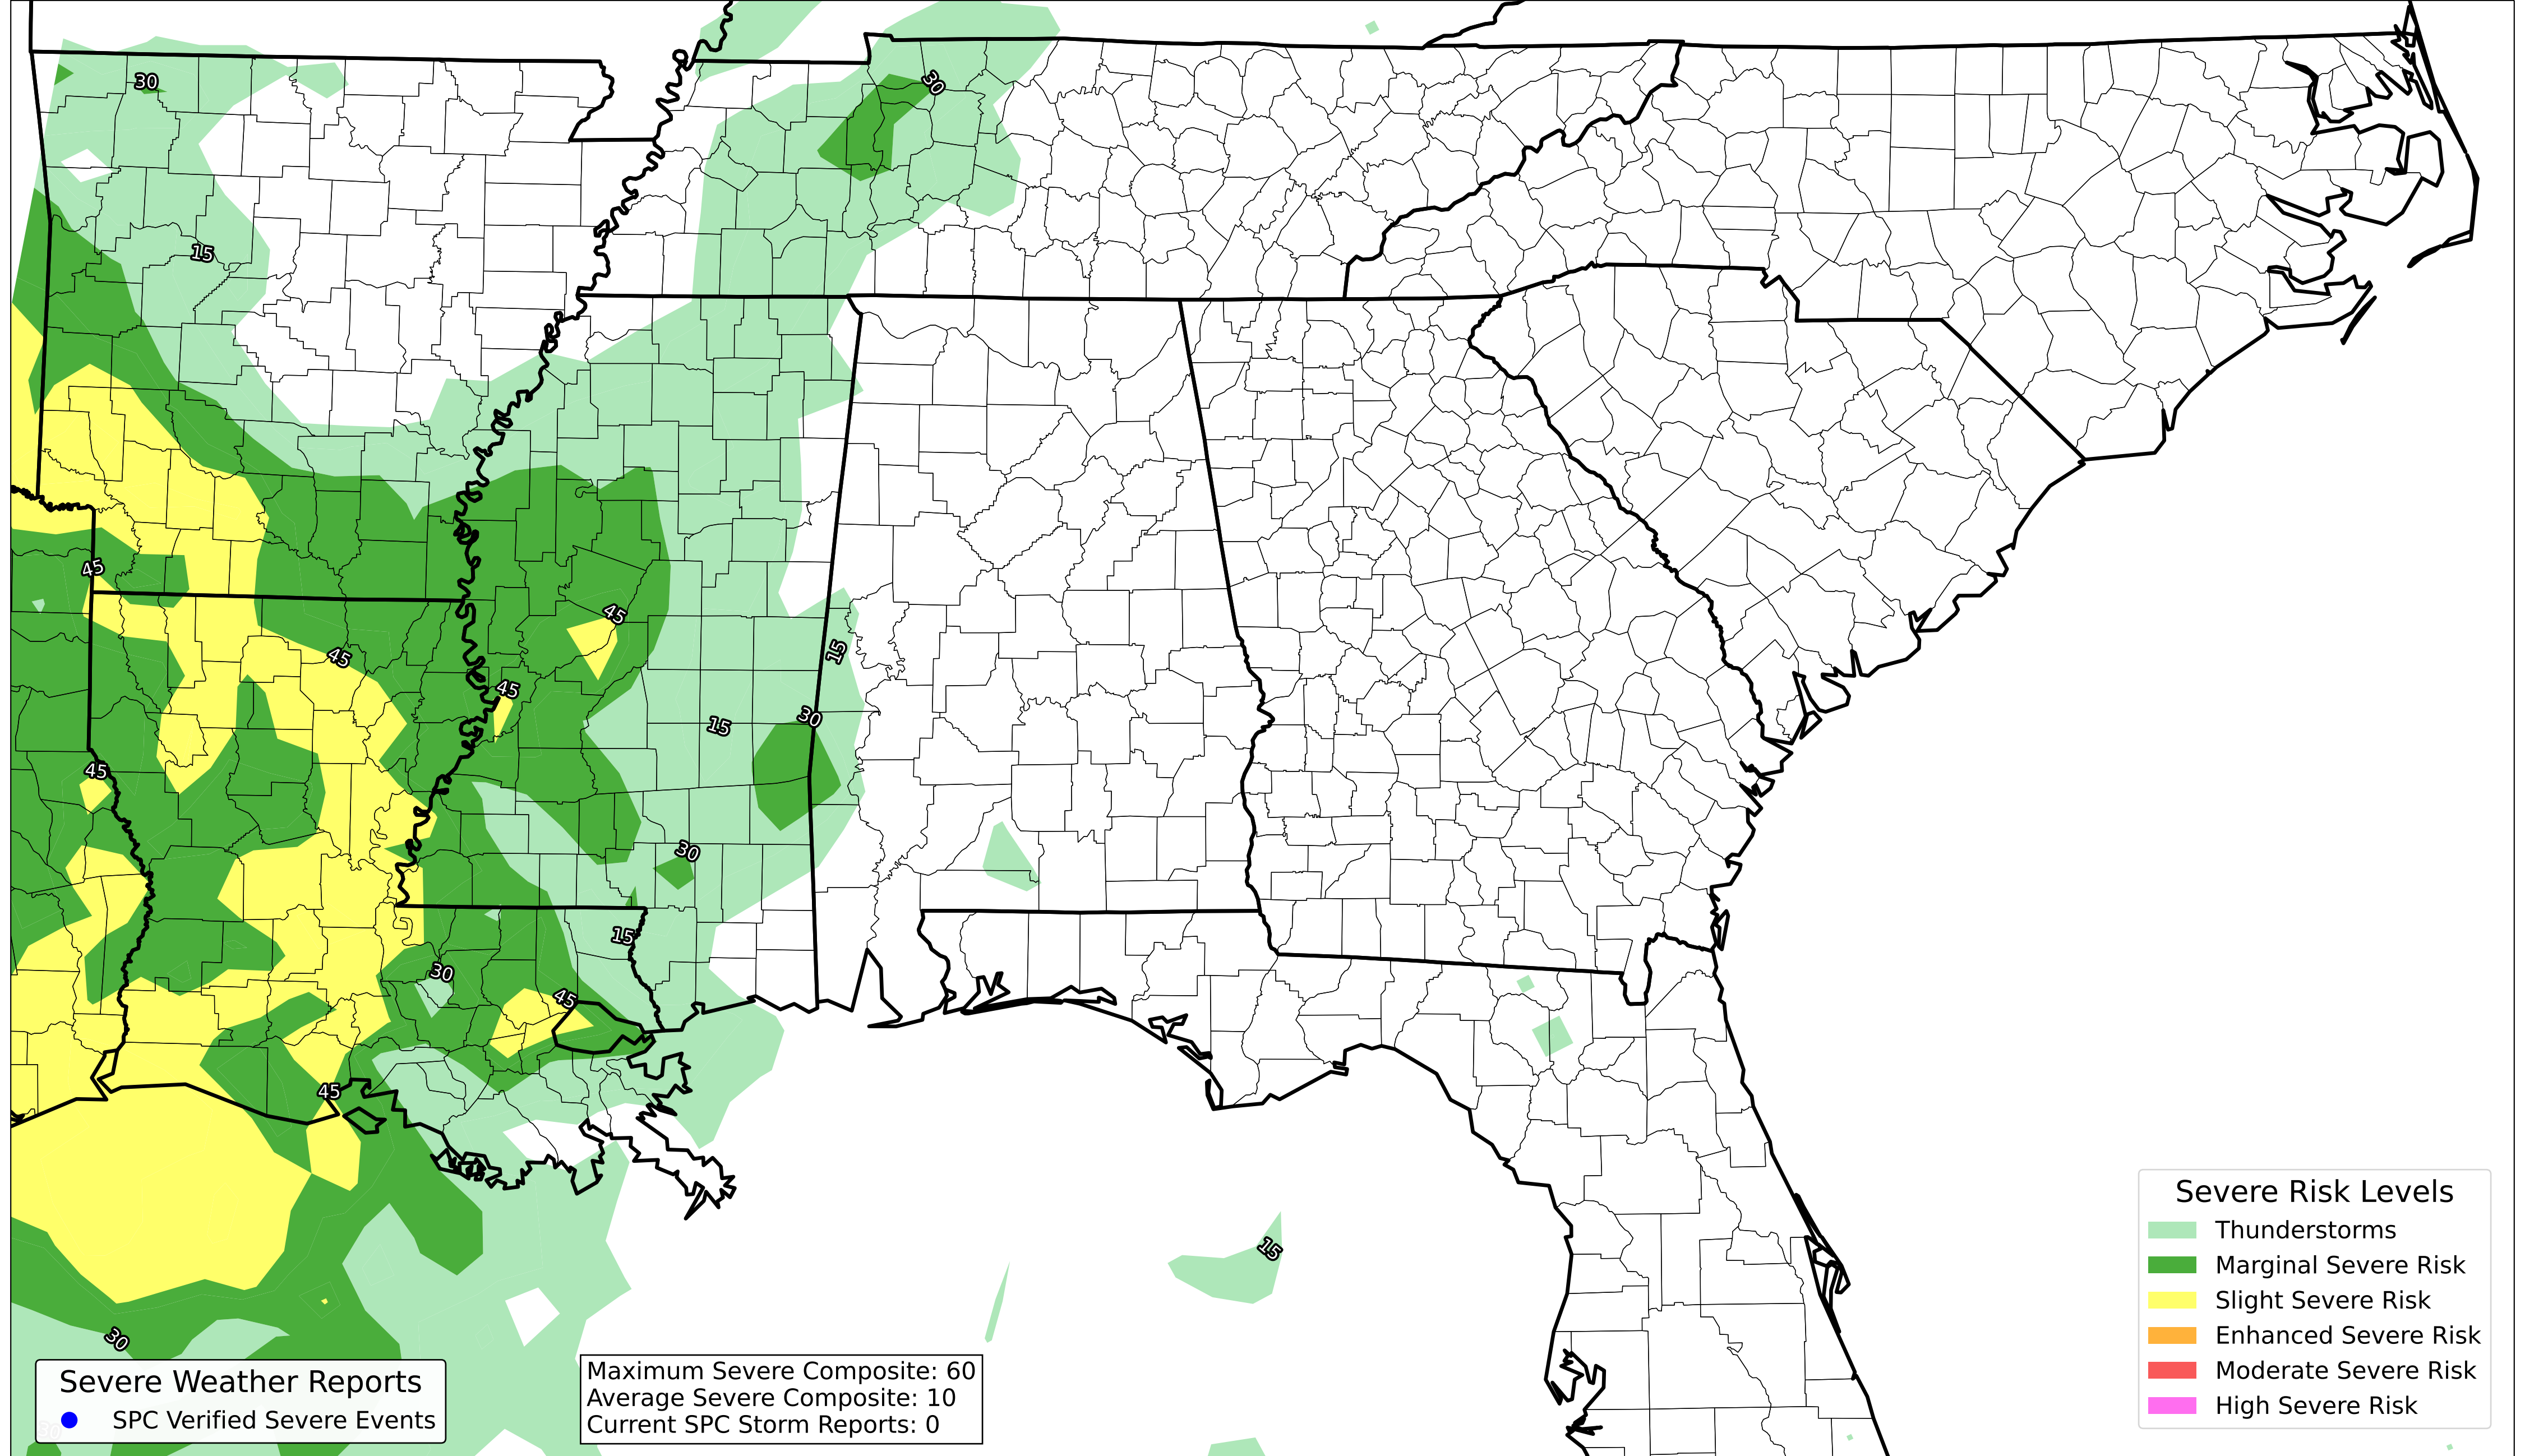 30
30
15
45
45
45
45
15
30
15
45
30
15
30
45
45
15
30
30
Severe Weather Reports
SPC Verified Severe Events
Maximum Severe Composite: 60
Average Severe Composite: 10
Current SPC Storm Reports: 0
Severe Risk Levels
Thunderstorms
Marginal Severe Risk
Slight Severe Risk
Enhanced Severe Risk
Moderate Severe Risk
High Severe Risk